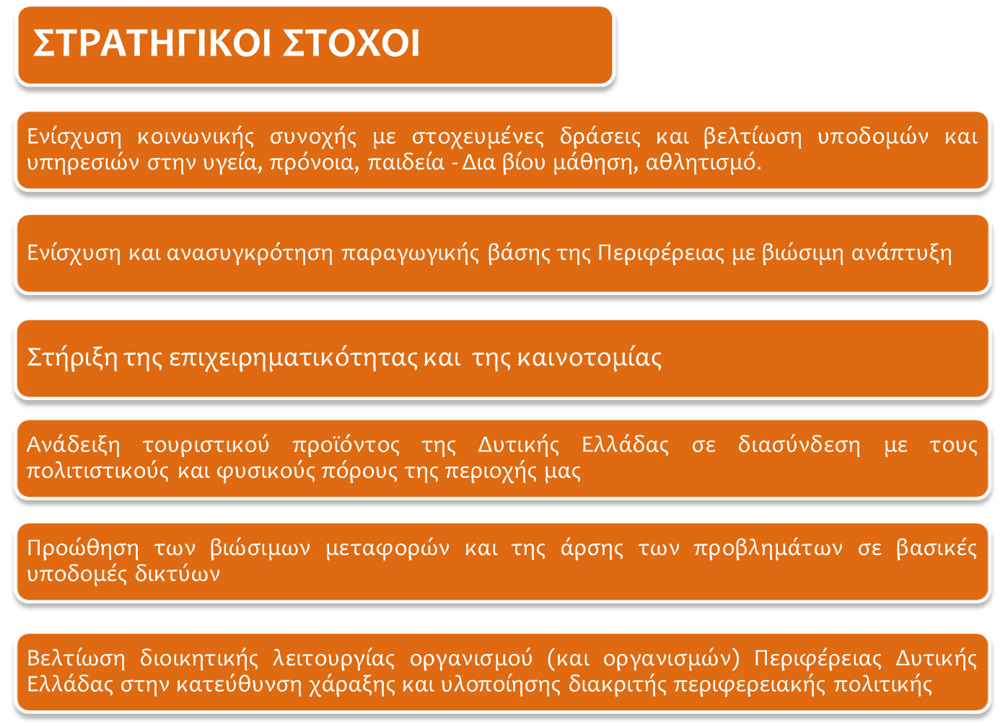 ΣΤΡΑΤΗΓΙΚΟΙ ΣΤΟΧΟΙ
Ενίσχυση κοινωνικής συνοχής με στοχευμένες δράσεις και βελτίωση υποδομών και
υπηρεσιών στην υγεία, πρόνοια, παιδεία - Δια βίου μάθηση, αθλητισμό.
Ενίσχυση και ανασυγκρότηση παραγωγικής βάσης της Περιφέρειας με βιώσιμη ανάπτυξη
Στήριξη της επιχειρηματικότητας και της καινοτομίας
Ανάδειξη τουριστικού προϊόντος της Δυτικής Ελλάδας σε διασύνδεση με τους
πολιτιστικούς και φυσικούς πόρους της περιοχής μας
Προώθηση των βιώσιμων μεταφορών και της άρσης των προβλημάτων σε βασικές
υποδομές δικτύων
Βελτίωση διοικητικής λειτουργίας οργανισμού (και οργανισμών) Περιφέρειας Δυτικής
Ελλάδας στην κατεύθυνση χάραξης και υλοποίησης διακριτής περιφερειακής πολιτικής